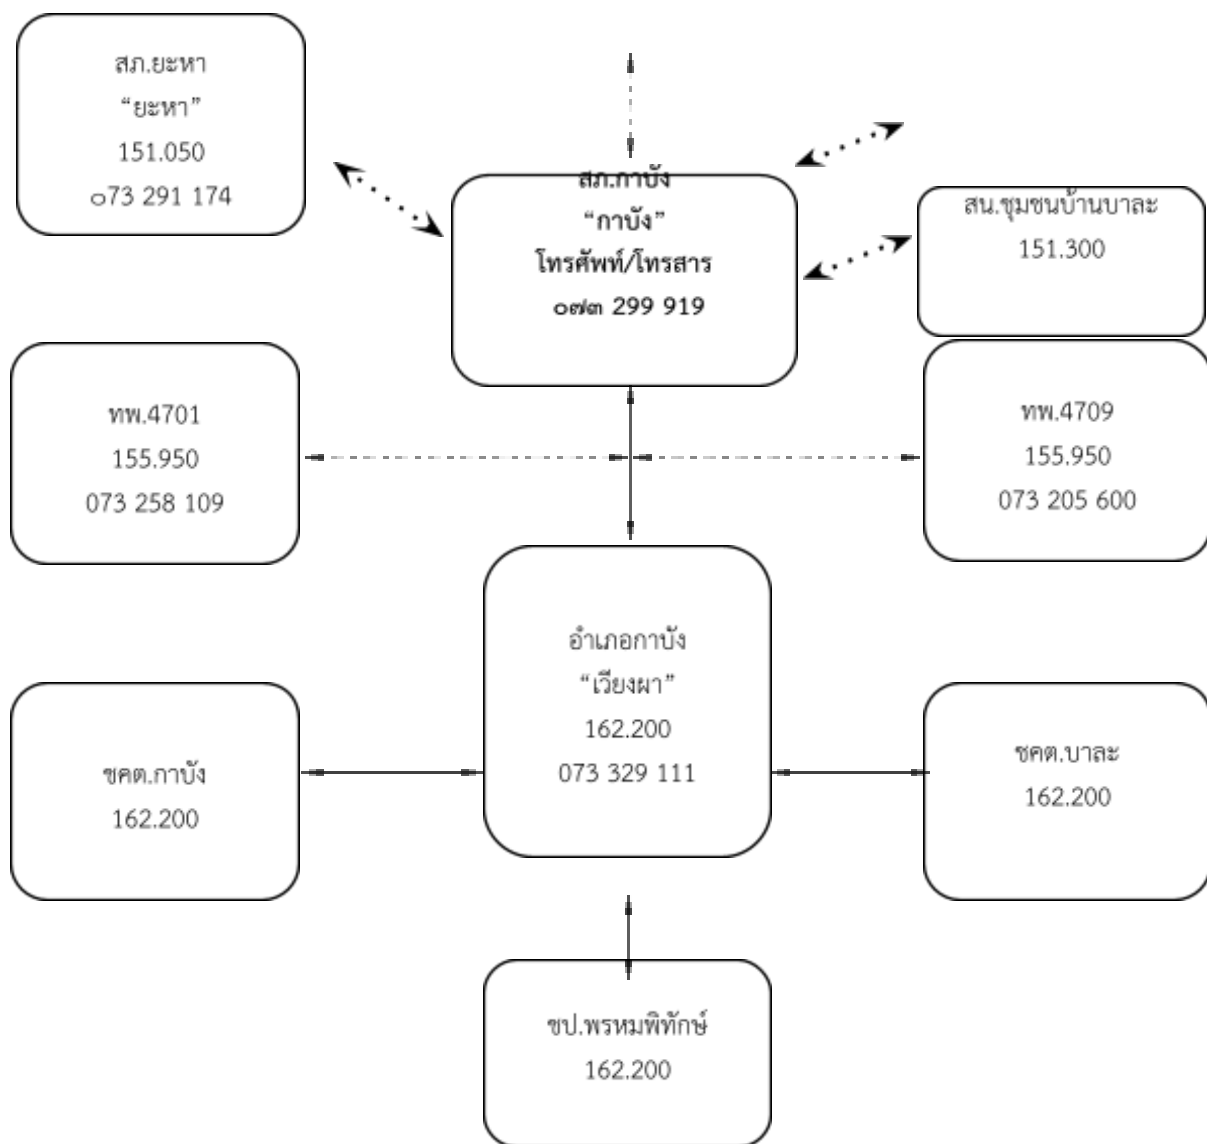 สภ.ยะหา
“ยะหา”
151.050
๐73 291 174
สภ.กาบัง
“กาบัง”
โทรศัพท์/โทรสาร
๐๗๓ 299 919
สน.ชุมชนบ้านบาละ
151.300
ทพ.4701
155.950
073 258 109
ทพ.4709
155.950
073 205 600
อำเภอกาบัง
“เวียงผา”
162.200
073 329 111
ชคต.กาบัง
162.200
ชคต.บาละ
162.200
ชป.พรหมพิทักษ์
162.200